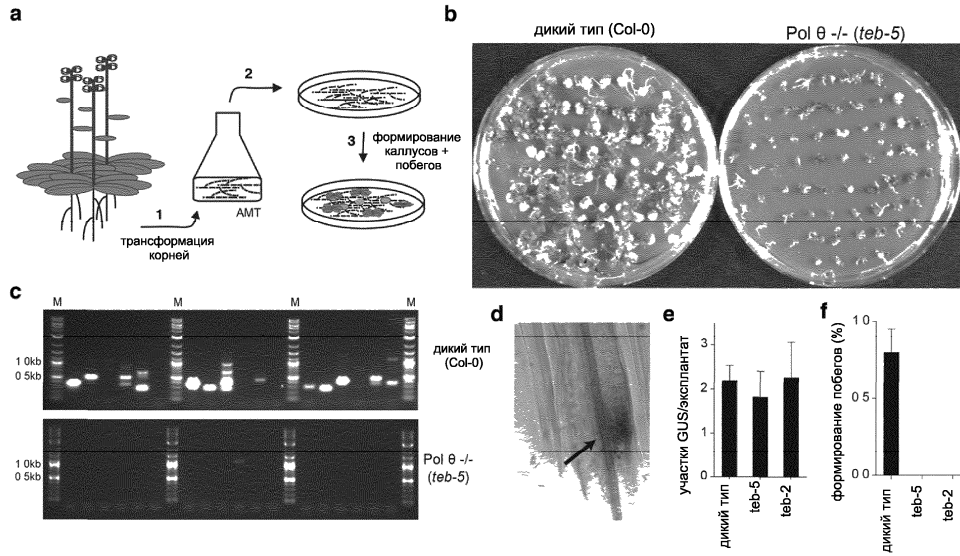 a
1
трансформация
корней
2
АМТ
3
формирование
каллусов +
побегов
b
дикий тип (Col-0)
Pol θ -/- (teb-5)
c
M
M
M
M
1 0kb
0 5kb
дикий тип
(Col-0)
1 0kb
0 5kb
Pol θ -/-
(teb-5)
d
e
участки GUS/эксплантат
3
2
1
0
дикий тип
teb-5
teb-2
f
формирование побегов (%)
1 0
0 5
0 0
дикий тип
teb-5
teb-2